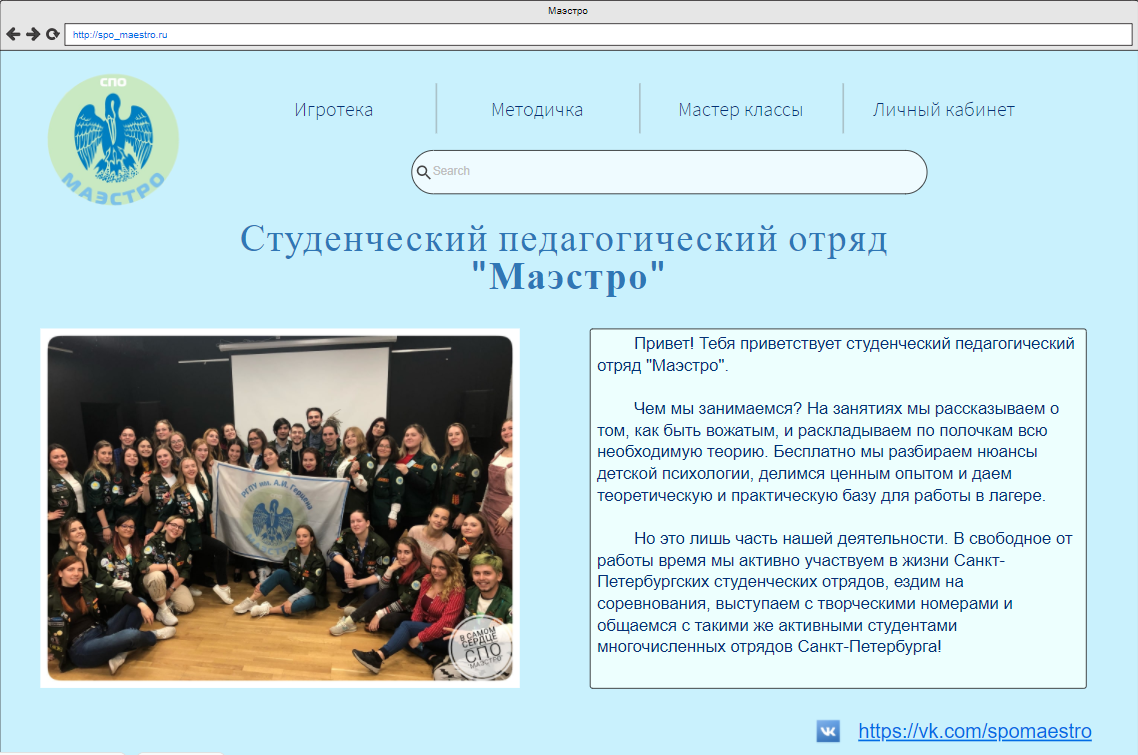 Маэстро
http://spo_maestro.ru
СПО
МАЭСТРО
Игротека
Методичка
Мастер классы
Личный кабинет
Search
Студенческий педагогический отряд
"Маэстро"
РГПУ им. А.И. Герцена
В САМОМ
СЕРДЦЕ
СПО
МАЭСТРО
Привет! Тебя приветствует студенческий педагогический
отряд "Маэстро".
Чем мы занимаемся? На занятиях мы рассказываем о
том, как быть вожатым, и раскладываем по полочкам всю
необходимую теорию. Бесплатно мы разбираем нюансы
детской психологии, делимся ценным опытом и даем
теоретическую и практическую базу для работы в лагере.
Но это лишь часть нашей деятельности. В свободное от
работы время мы активно участвуем в жизни Санкт-
Петербургских студенческих отрядов, ездим на
соревнования, выступаем с творческими номерами и
общаемся с такими же активными студентами
многочисленных отрядов Санкт-Петербурга!
https://vk.com/spomaestro